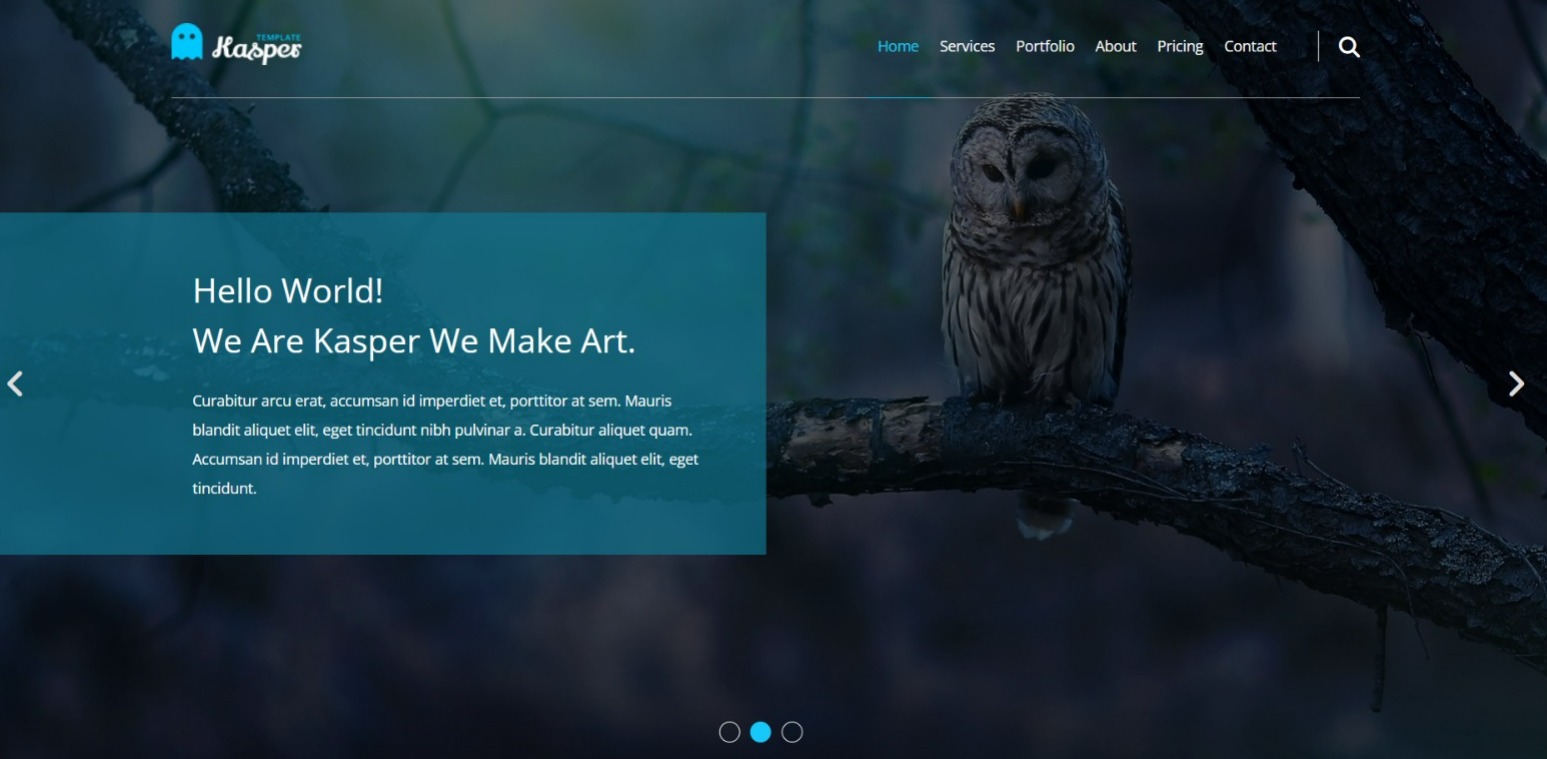 TEMPLATE
Kasper
Home Services Portfolio About Pricing Contact
Hello World!
We Are Kasper We Make Art.
Curabitur arcu erat, accumsan id imperdiet et, porttitor at sem. Mauris
blandit aliquet elit, eget tincidunt nibh pulvinar a. Curabitur aliquet quam.
Accumsan id imperdiet et, porttitor at sem. Mauris blandit aliquet elit, eget
tincidunt.